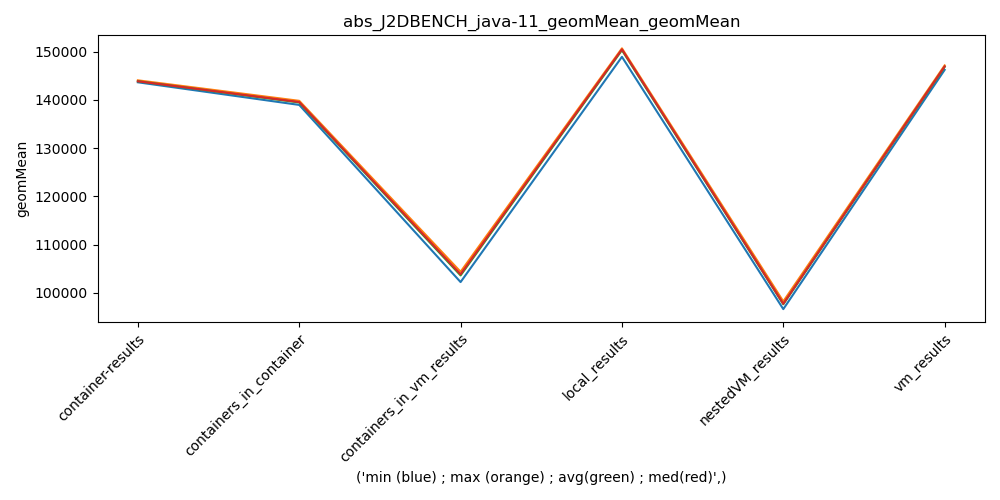 abs_J2DBENCH_java-11_geomMean_geomMean
geomMean
150000
140000
130000
120000
110000
100000
container-results
containers_in_container
containers_in_vm_results
local_results
nestedVM_results
vm_results
('min (blue) ; max (orange) ; avg(green) ; med(red)',)